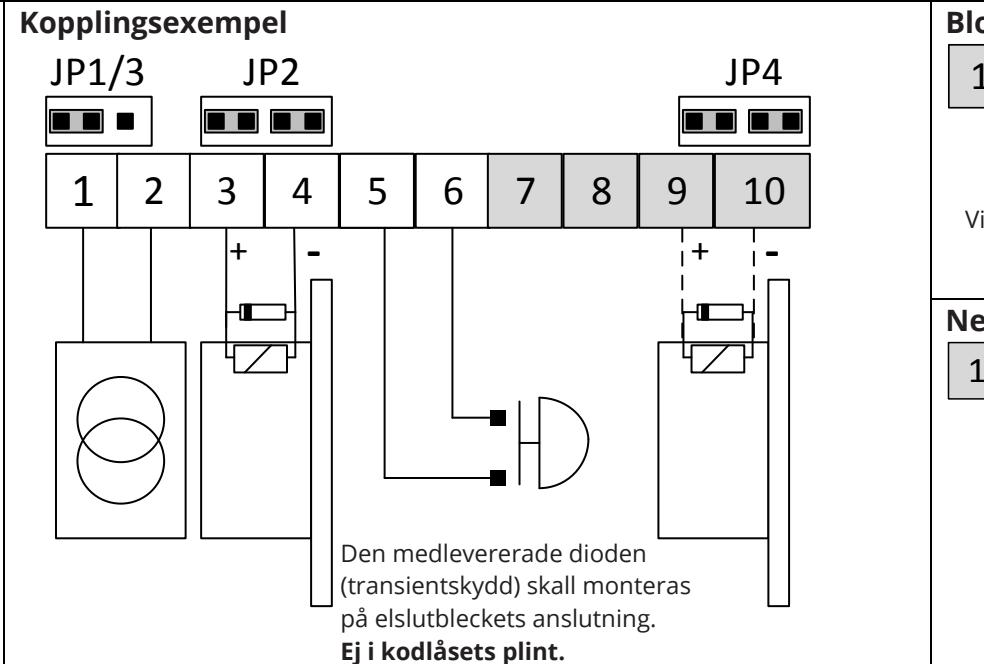 Kopplingsexempel
JP1/3 JP2 JP4
1 2 3 4 5 6 7 8 9 10
+ - + -
Den medlevererade dioden
(transientskydd) skall monteras
på elslutbleckets anslutning.
Ej i kodlåsets plint.
Blo
1
Vi
Ne
1